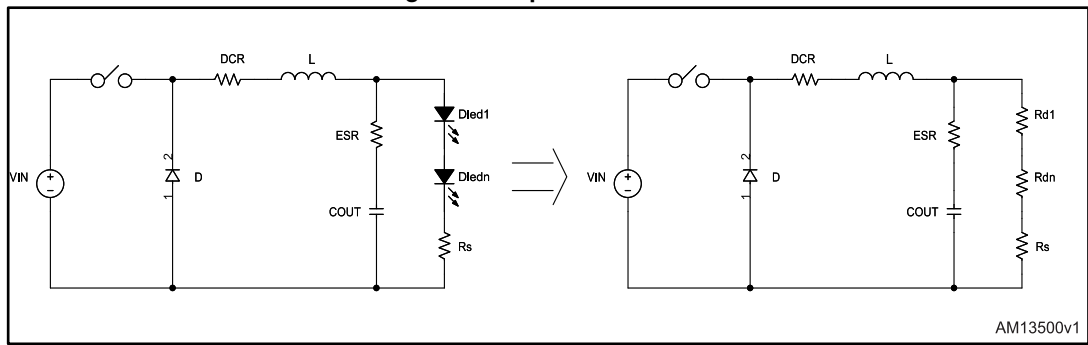 DCR
L
Dled1
ESR
VIN
2
1
D
Dledn
COUT
Rs
DCR
L
Rd1
ESR
VIN
2
1
D
Rdn
COUT
Rs
AM13500v1